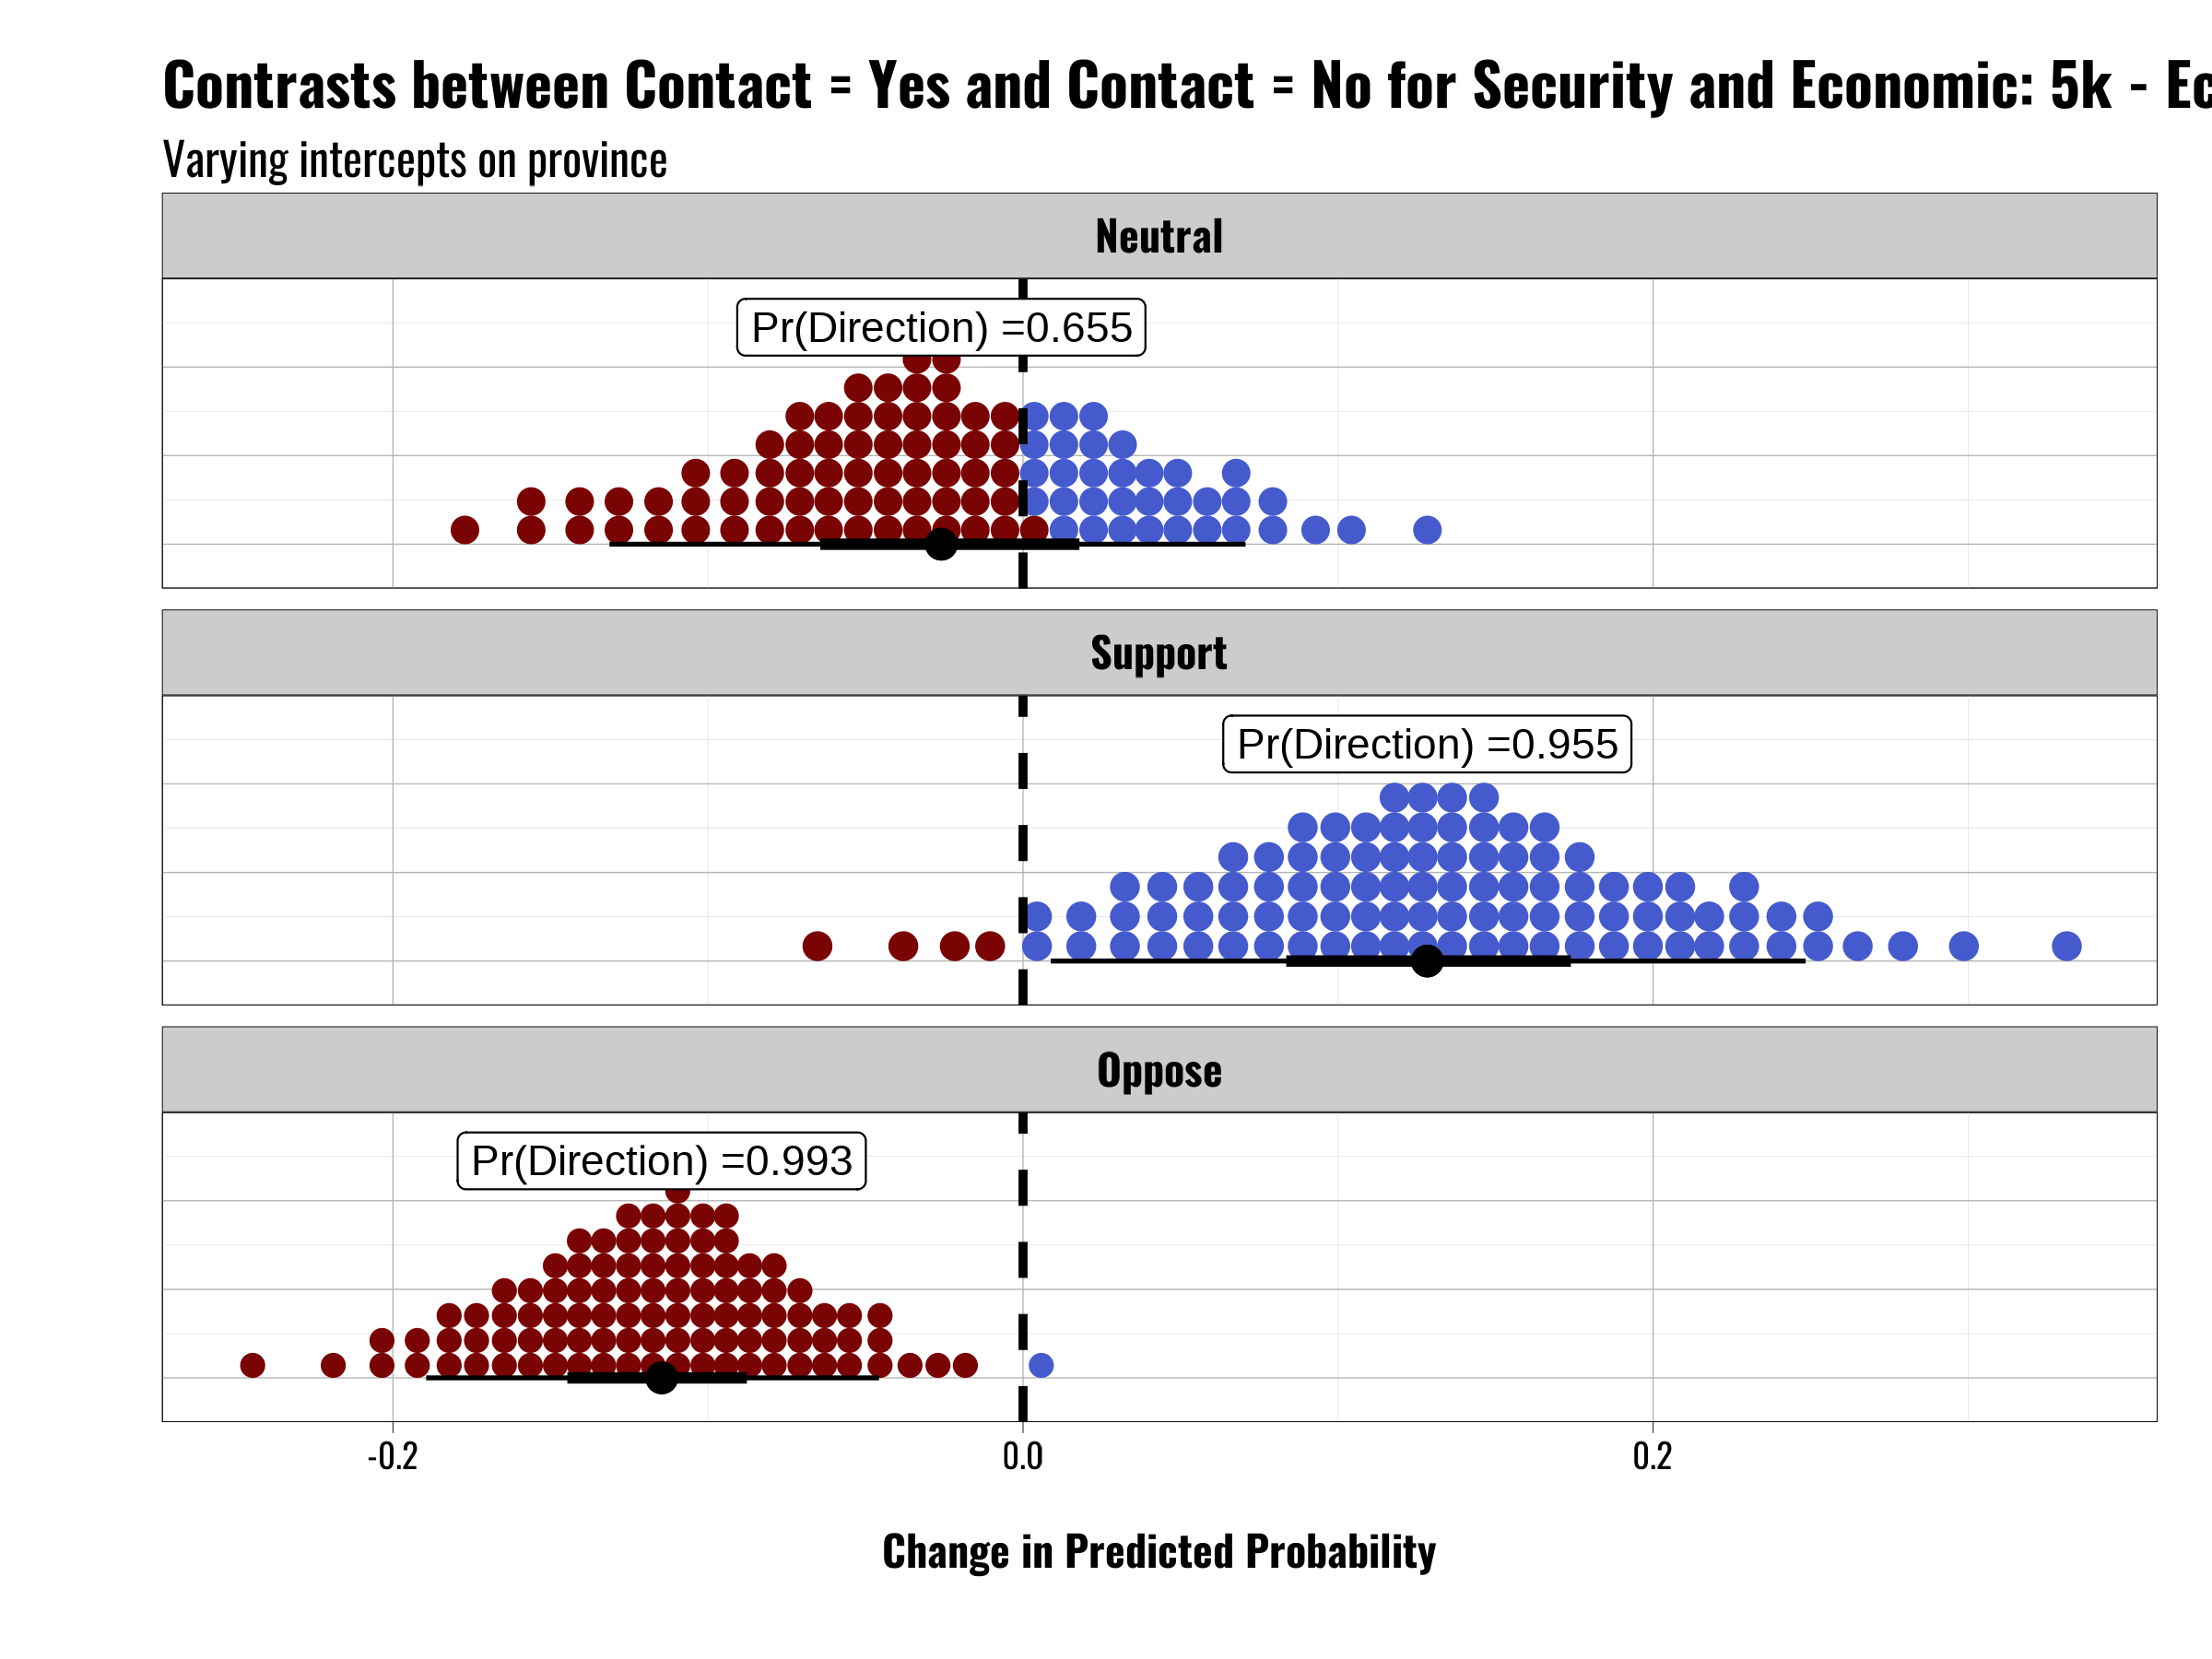 Contrasts between Contact = Yes and Contact = No for Security and Economic: 5k - Ec
Varying intercepts on province
Neutral
Pr(Direction) =0.655
Support
Pr(Direction) =0.955
Oppose
Pr(Direction) =0.993
-0.2 0.0 0.2
Change in Predicted Probability